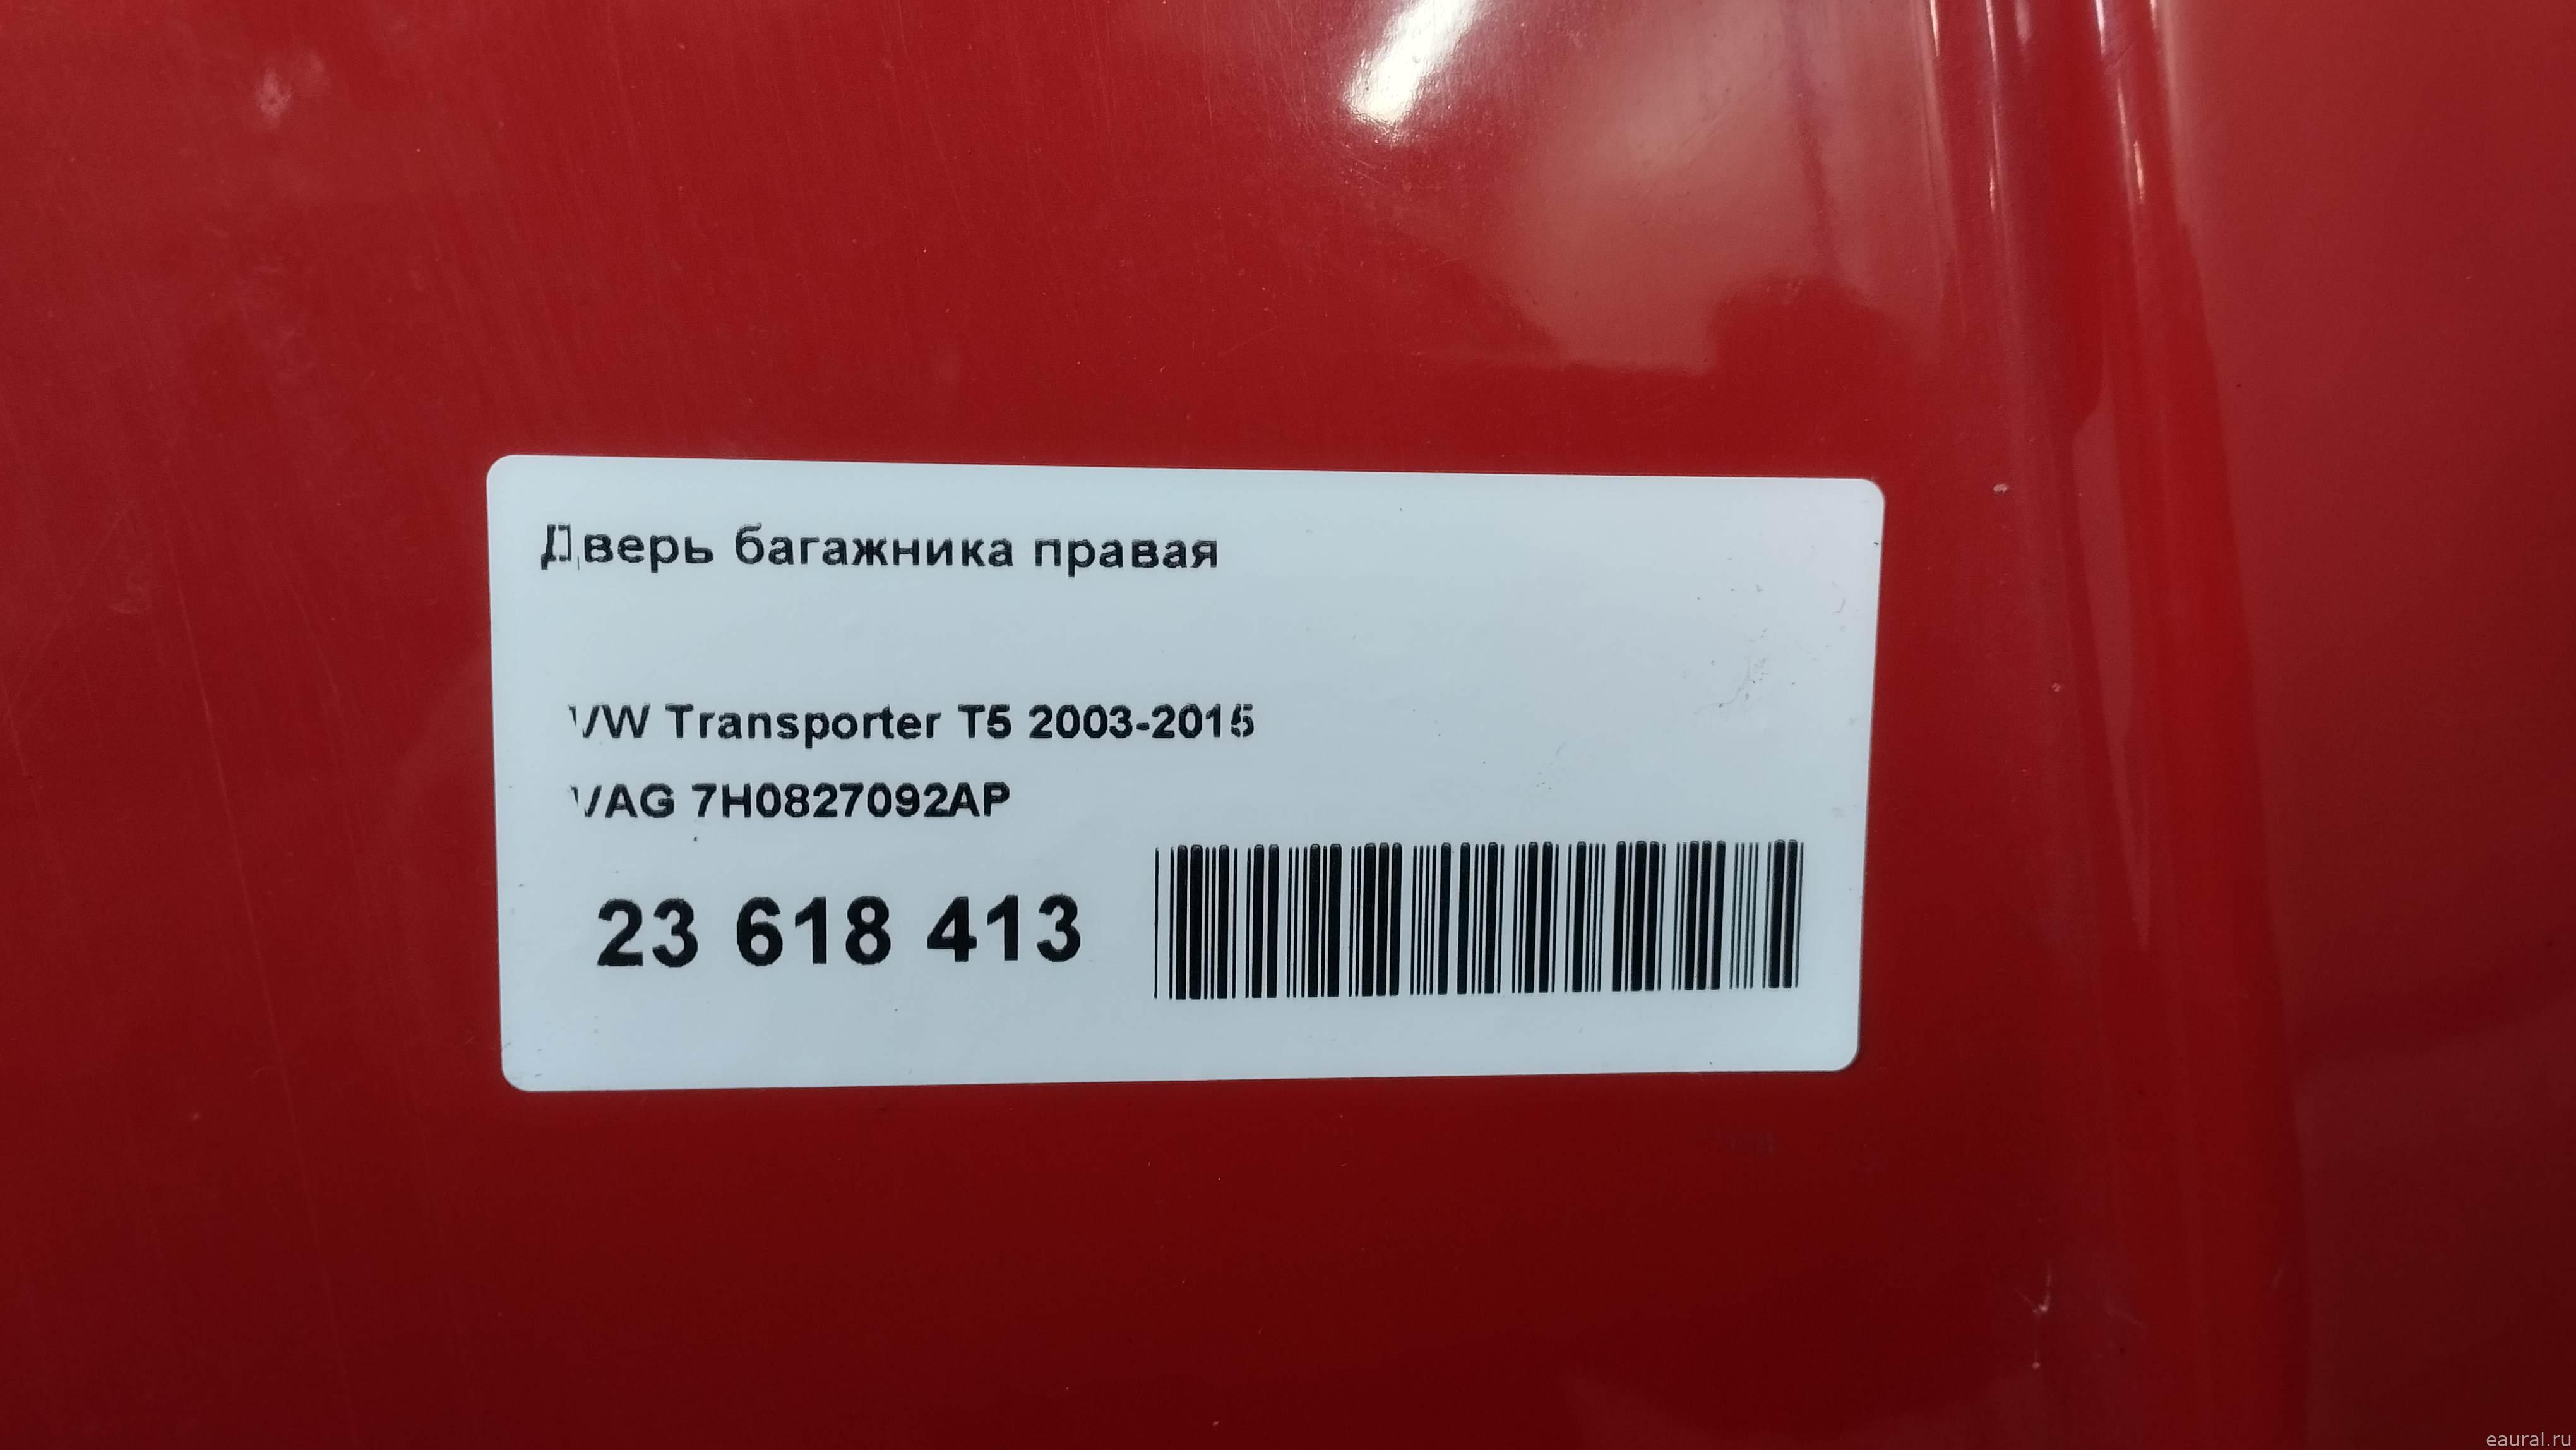 Дверь багажника правая
VW Transporter T5 2003-2015
VAG 7H0827092AP
23 618 413
eaural.ru